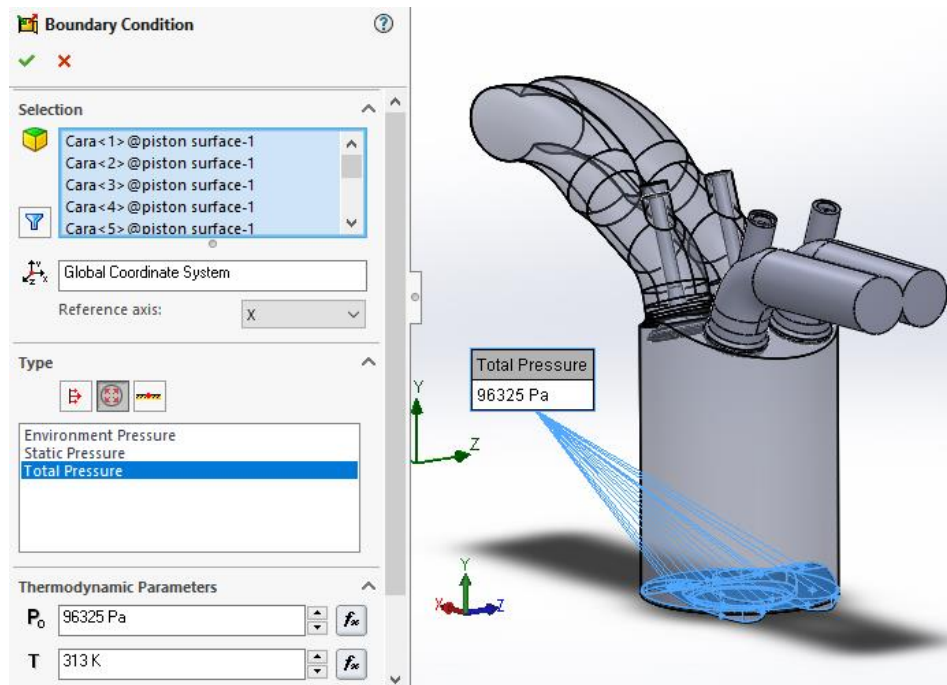 Boundary Condition
Selection
Cara<1>@piston surface-1
Cara<2>@piston surface-1
Cara<3>@piston surface-1
Cara<4>@piston surface-1
Cara<5>@piston surface-1
Global Coordinate System
Reference axis: X
Type
Environment Pressure
Static Pressure
Total Pressure
Thermodynamic Parameters
P0 96325 Pa
T 313 K
Total Pressure
96325 Pa
Y
Z
Y
X
Z